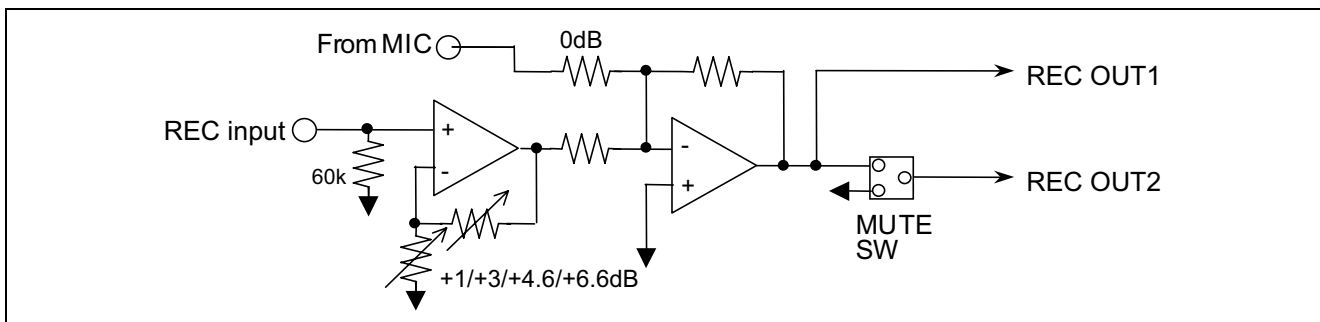 From MIC
0dB
REC OUT1
REC input
+
-
60k
-
+
REC OUT2
MUTE
SW
+1/+3/+4.6/+6.6dB